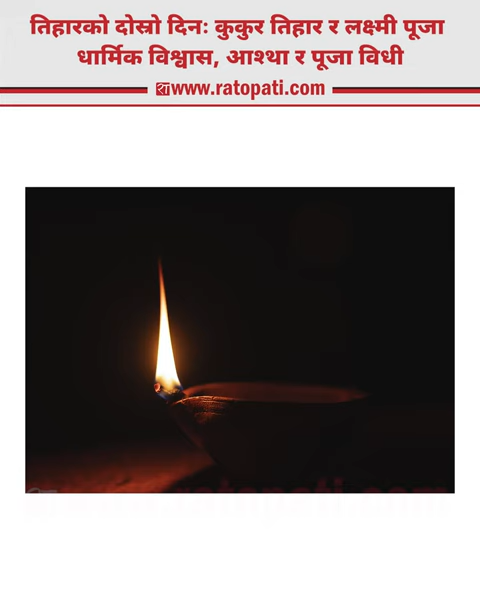 तिहारको दोस्रो दिनः कुकुर तिहार र लक्ष्मी पूजा
धार्मिक विश्वास, आश्था र पूजा विधी
www.ratopati.com